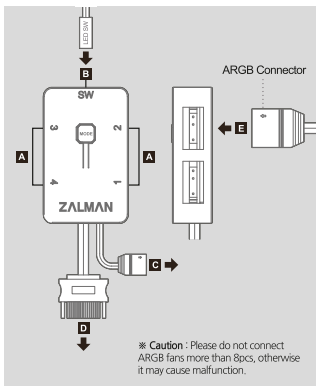 LED SW
B
SW
ARGB Connector
3
MODE
2
E
A
A
4
1
ZALMAN
C
D
※ Caution : Please do not connect
ARGB fans more than 8pcs, otherwise
it may cause malfunction.